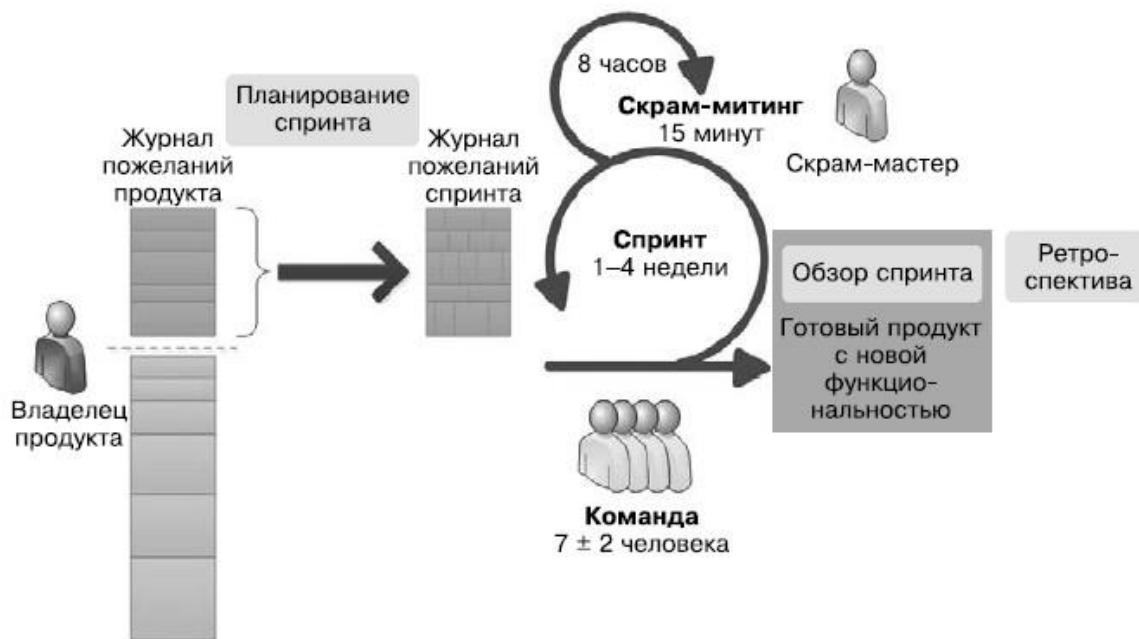 Планирование
спринта
Журнал
пожеланий
продукта
Журнал
пожеланий
спринта
8 часов
Скрам-митинг
15 минут
Скрам-мастер
Спринт
1–4 недели
Обзор спринта
Ретро-
спектива
Готовый продукт
с новой
функцио-
нальностью
Владелец
продукта
Команда
7 ± 2 человека